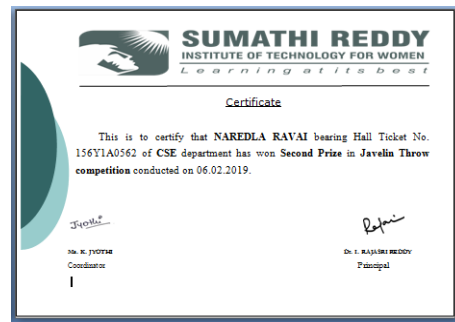 SUMATHI REDDY
INSTITUTE OF TECHNOLOGY FOR WOMEN
Learning at its best
Certificate
This is to certify that NAREDLA RAVAI bearing Hall Ticket No.
156Y1A0562 of CSE department has won Second Prize in Javelin Throw
competition conducted on 06.02.2019.
Jyothi Rajasri
Ms. K. JYOTHI Dr. I. RAJASRI REDDY
Coordinator Principal